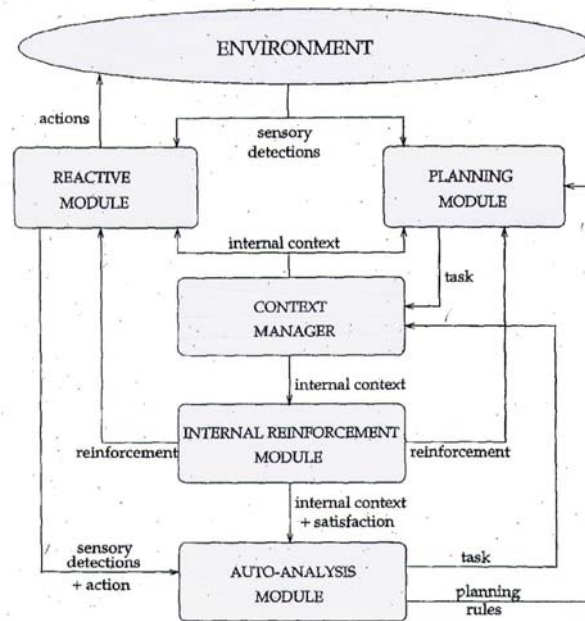 ENVIRONMENT
actions
sensory
detections
REACTIVE
MODULE
PLANNING
MODULE
internal context
task
CONTEXT
MANAGER
internal context
INTERNAL REINFORCEMENT
MODULE
reinforcement
reinforcement
internal context
+ satisfaction
sensory
detections
+ action
AUTO-ANALYSIS
MODULE
task
planning
rules